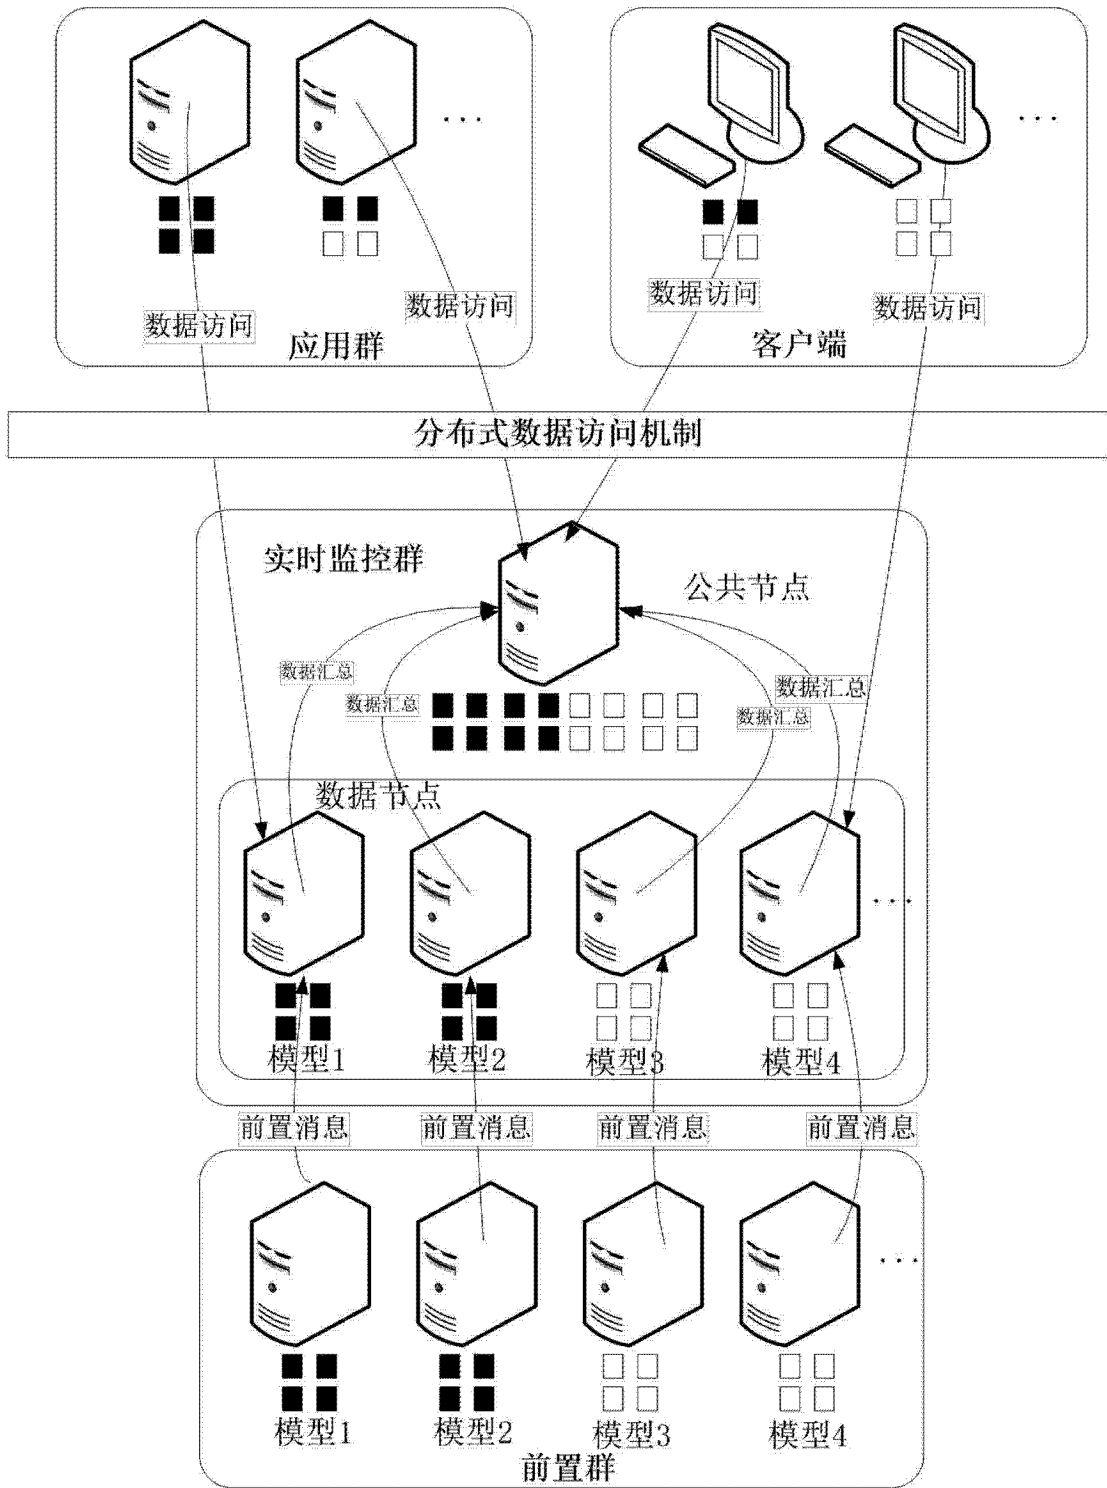 ...
...
数据访问
数据访问
数据访问
数据访问
应用群
客户端
分布式数据访问机制
实时监控群
公共节点
数据汇总
数据汇总
数据汇总
数据汇总
数据节点
...
模型1
模型2
模型3
模型4
前置消息
前置消息
前置消息
前置消息
...
模型1
模型2
模型3
模型4
前置群